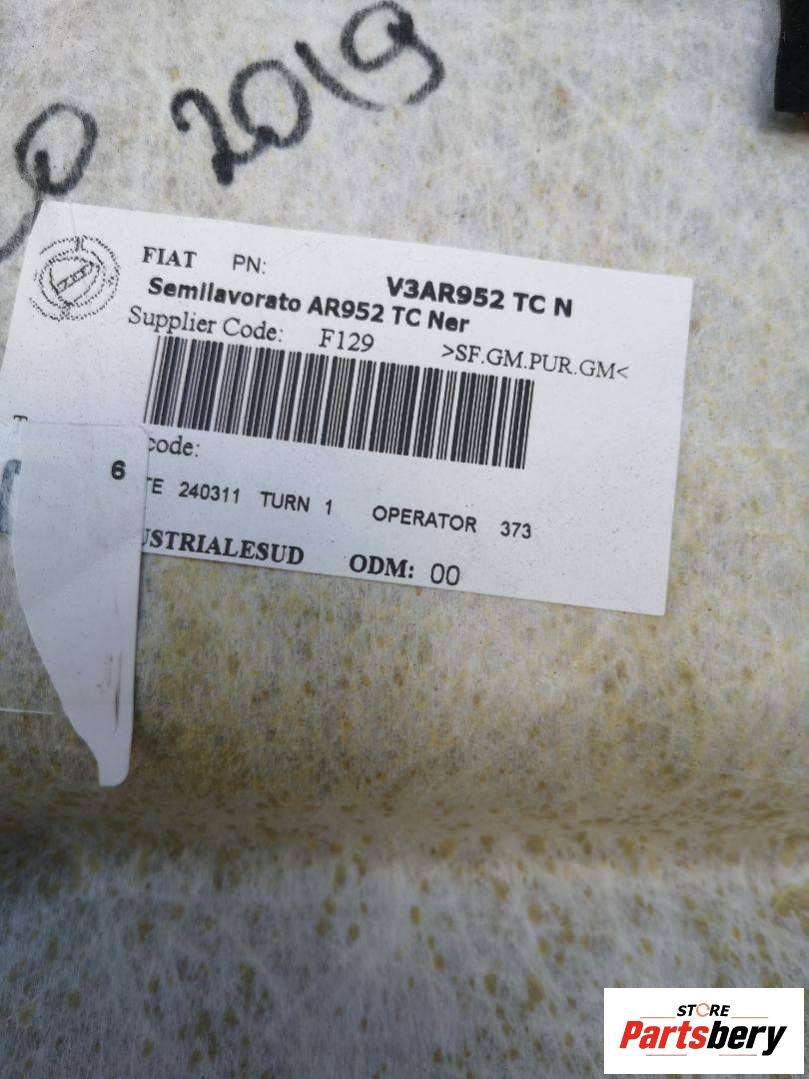 2019
FIAT PN:
V3AR952 TC N
Semilavorato AR952 TC Ner
Supplier Code: F129 >SF.GM.PUR.GM<
code:
6
TE 240311 TURN 1 OPERATOR 373
USTRIALESUD ODM: 00
STORE
Partsbery